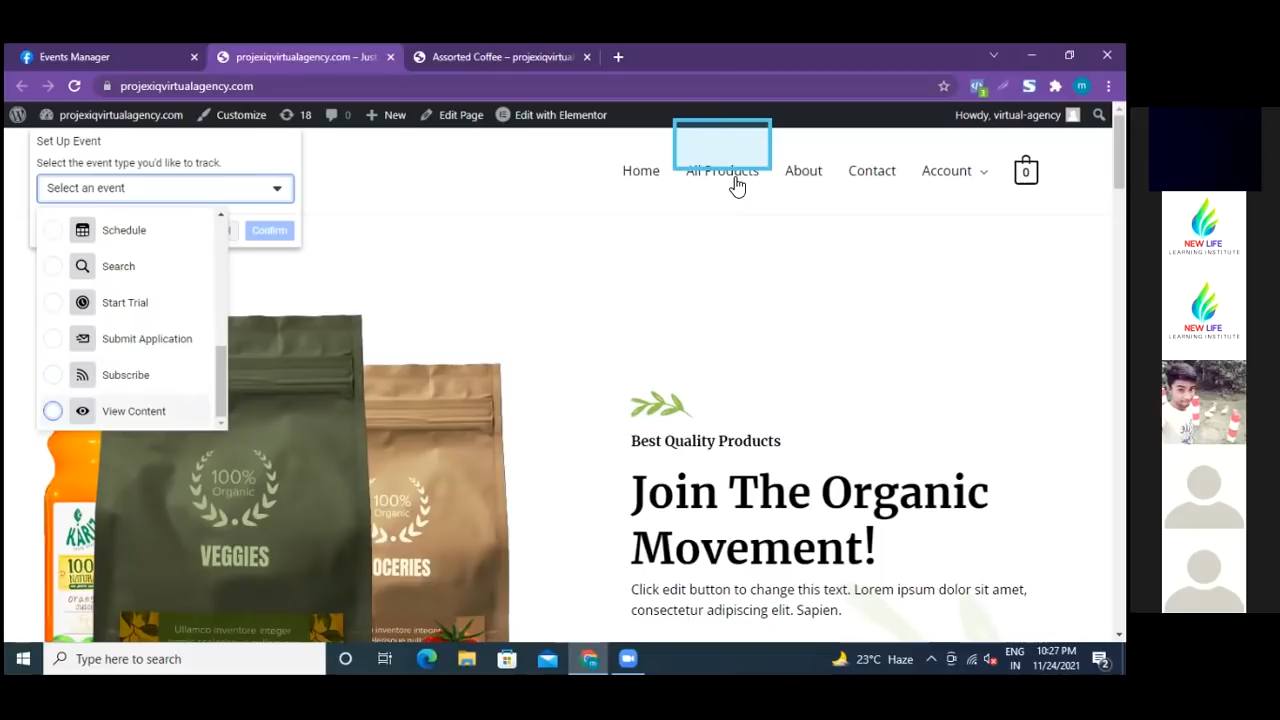 Events Manager
projexiqvirtualagency.com – Just
Assorted Coffee – projexiqvirtual
projexiqvirtualagency.com
projexiqvirtualagency.com
Customize
18
0
New
Edit Page
Edit with Elementor
Howdy, virtual-agency
Set Up Event
Select the event type you'd like to track.
Select an event
Confirm
Schedule
Search
Start Trial
Submit Application
Subscribe
View Content
Home
All Products
About
Contact
Account
0
100%
Organic
VEGGIES
100%
Organic
100
Ullamco inventore integer
Best Quality Products
Join The Organic
Movement!
Click edit button to change this text. Lorem ipsum dolor sit amet,
consectetur adipiscing elit. Sapien.
NEW LIFE
LEARNING INSTITUTE
NEW LIFE
LEARNING INSTITUTE
Type here to search
23°C Haze
ENG
IN
10:27 PM
11/24/2021
2